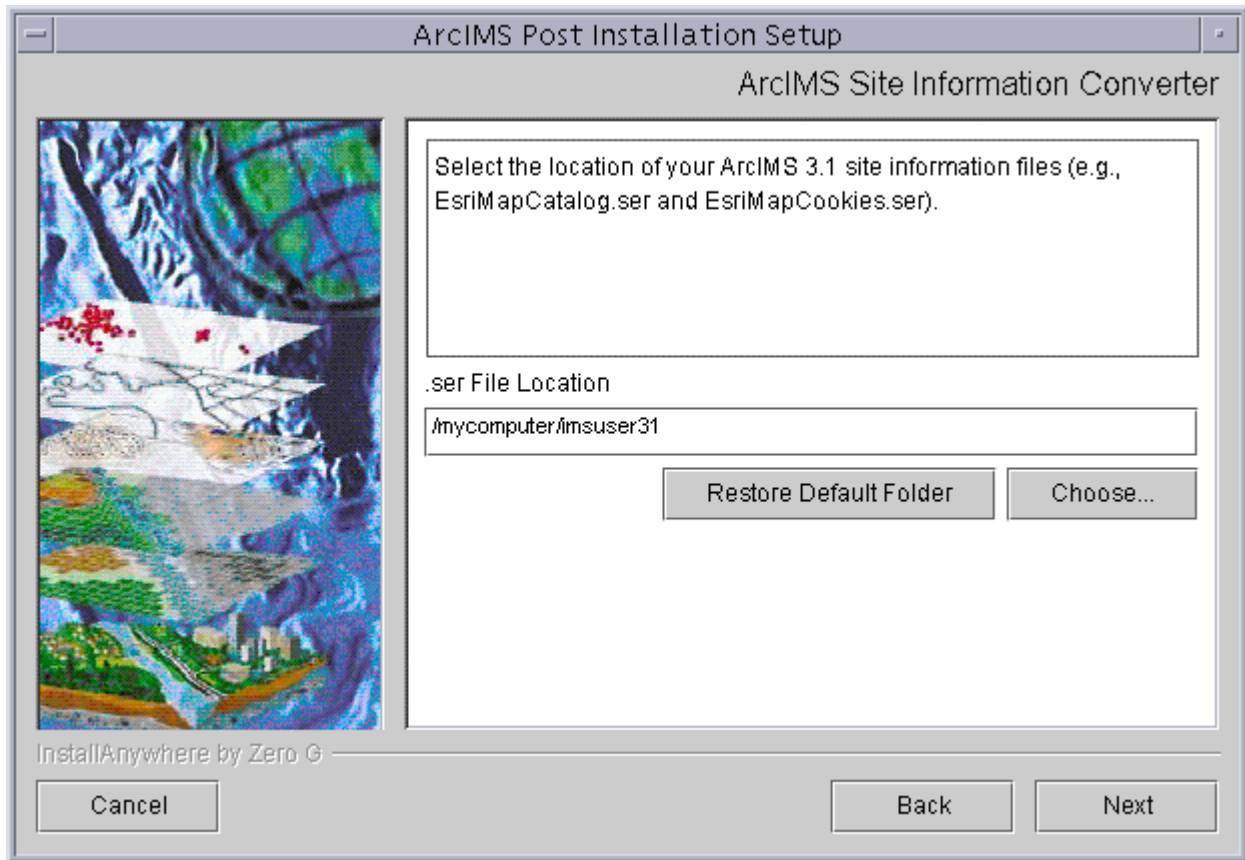 ArcIMS Post Installation Setup
ArcIMS Site Information Converter
Select the location of your ArcIMS 3.1 site information files (e.g.,
EsriMapCatalog.ser and EsriMapCookies.ser).
.ser File Location
/mycomputer/imsuser31
Restore Default Folder
Choose...
InstallAnywhere by Zero G
Cancel
Back
Next